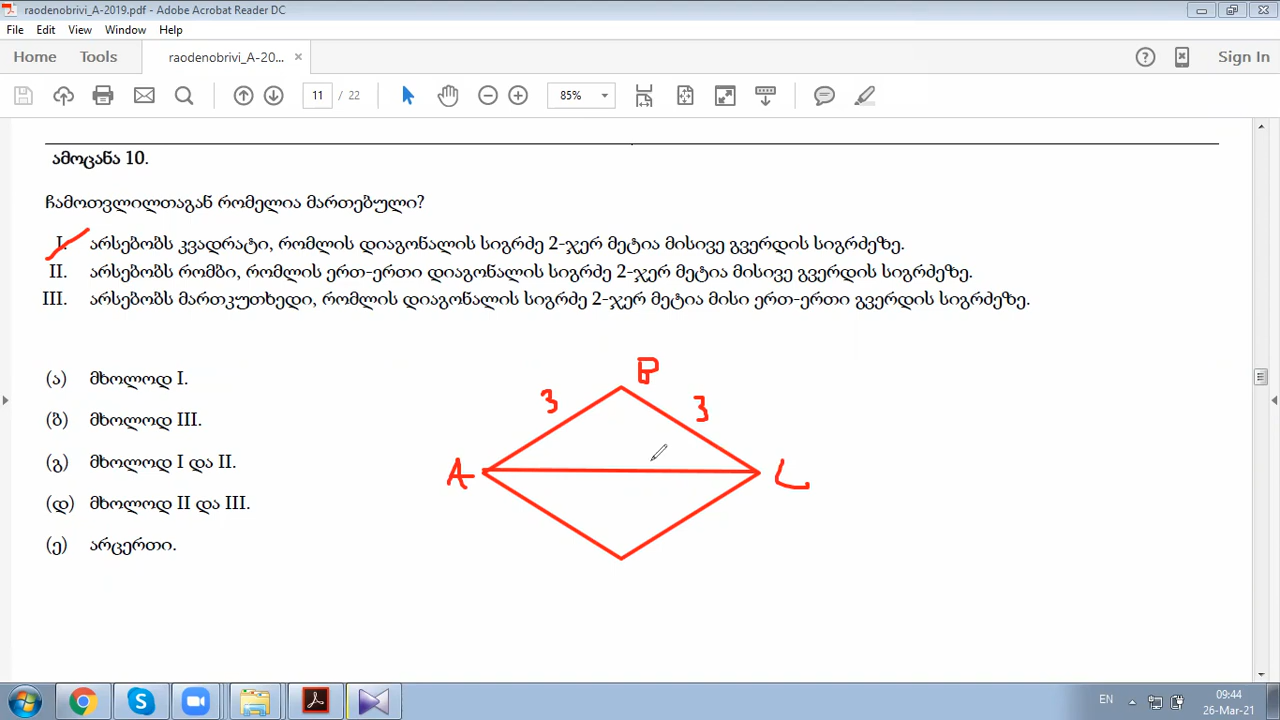 raodenobrivi_A-2019.pdf - Adobe Acrobat Reader DC
File Edit View Window Help
Home Tools raodenobrivi_A-20... × Sign In
11 / 22 85%
ამოცანა 10.
ჩამოთვლილთაგან რომელია მართებული?
I. არსებობს კვადრატი, რომლის დიაგონალის სიგრძე 2-ჯერ მეტია მისივე გვერდის სიგრძეზე.
II. არსებობს რომბი, რომლის ერთ-ერთი დიაგონალის სიგრძე 2-ჯერ მეტია მისივე გვერდის სიგრძეზე.
III. არსებობს მართკუთხედი, რომლის დიაგონალის სიგრძე 2-ჯერ მეტია მისი ერთ-ერთი გვერდის სიგრძეზე.
B
(ა) მხოლოდ I.
3 3
(ბ) მხოლოდ III.
(გ) მხოლოდ I და II.
A C
(დ) მხოლოდ II და III.
(ე) არცერთი.
EN 09:44
26-Mar-21